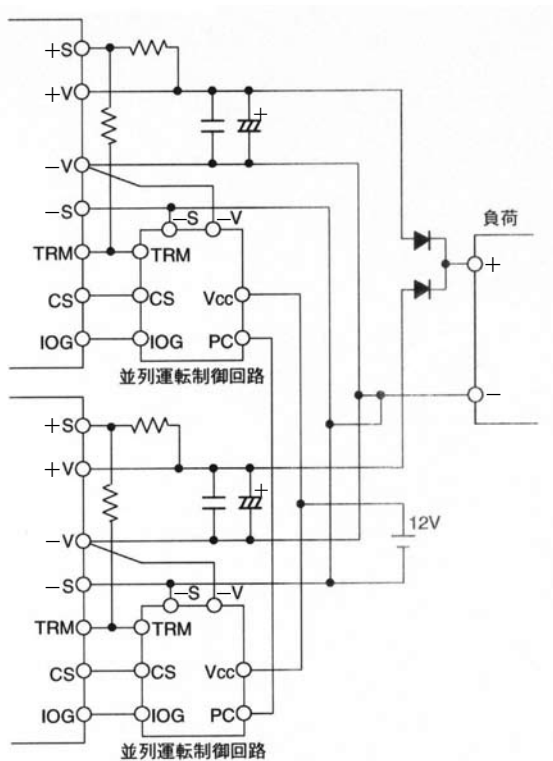 +S
+V
−V
−S
−S −V
負荷
TRM
TRM
+
CS
CS
Vcc
IOG
IOG
PC
並列運転制御回路
−
+S
+V
+
−V
12V
−S
−S −V
TRM
TRM
CS
CS
Vcc
IOG
IOG
PC
並列運転制御回路
+